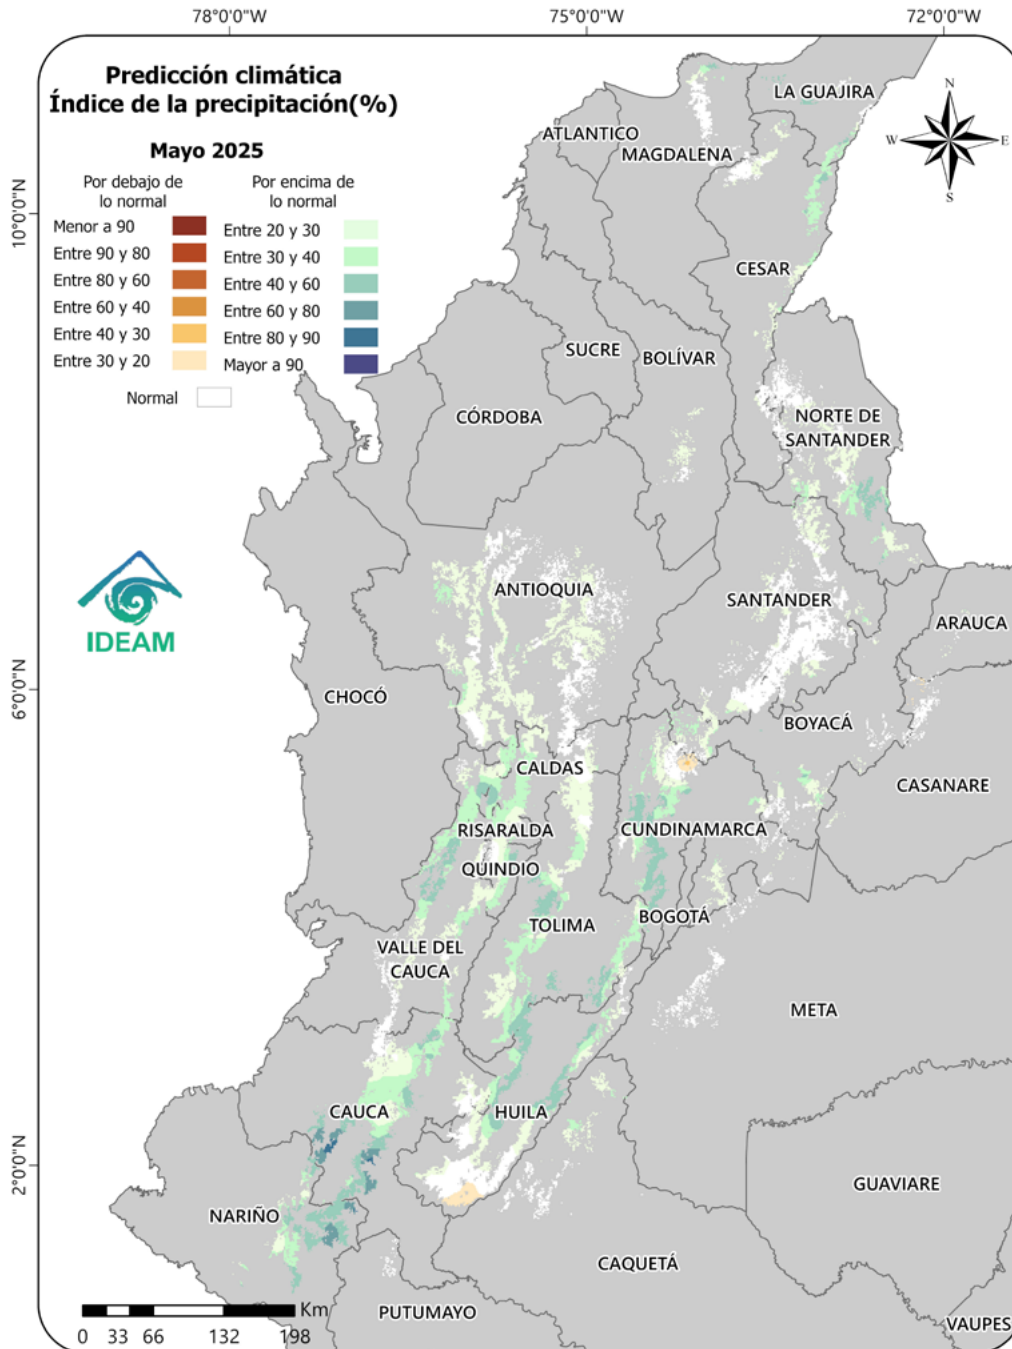 78°0'0"W
75°0'0"W
72°0'0"W
Predicción climática
Índice de la precipitación(%)
Mayo 2025
Por debajo de
lo normal
Menor a 90
Entre 90 y 80
Entre 80 y 60
Entre 60 y 40
Entre 40 y 30
Entre 30 y 20
Por encima de
lo normal
Entre 20 y 30
Entre 30 y 40
Entre 40 y 60
Entre 60 y 80
Entre 80 y 90
Mayor a 90
Normal
N
W
E
S
10°0'0"N
6°0'0"N
2°0'0"N
LA GUAJIRA
ATLANTICO
MAGDALENA
CESAR
SUCRE
BOLÍVAR
CÓRDOBA
NORTE DE
SANTANDER
ANTIOQUIA
SANTANDER
ARAUCA
IDEAM
CHOCÓ
BOYACÁ
CALDAS
CASANARE
RISARALDA
CUNDINAMARCA
QUINDIO
BOGOTÁ
TOLIMA
VALLE DEL
CAUCA
META
CAUCA
HUILA
GUAVIARE
NARIÑO
CAQUETÁ
PUTUMAYO
VAUPES
Km
0 33 66 132 198